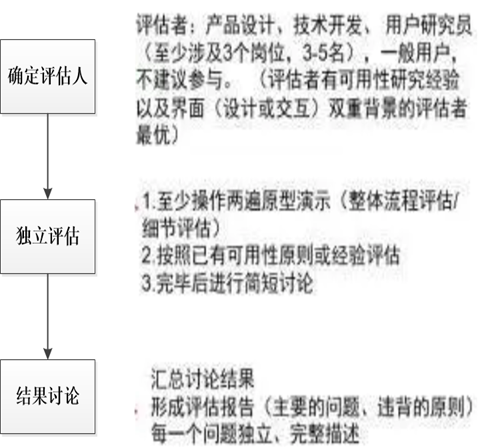 确定评估人
评估者：产品设计、技术开发、用户研究员
（至少涉及3个岗位，3-5名），一般用户，
不建议参与。（评估者有可用性研究经验
以及界面（设计或交互）双重背景的评估者
最优）
独立评估
1.至少操作两遍原型演示（整体流程评估/
细节评估）
2.按照已有可用性原则或经验评估
3.完毕后进行简短讨论
结果讨论
汇总讨论结果
形成评估报告（主要的问题、违背的原则）
每一个问题独立、完整描述